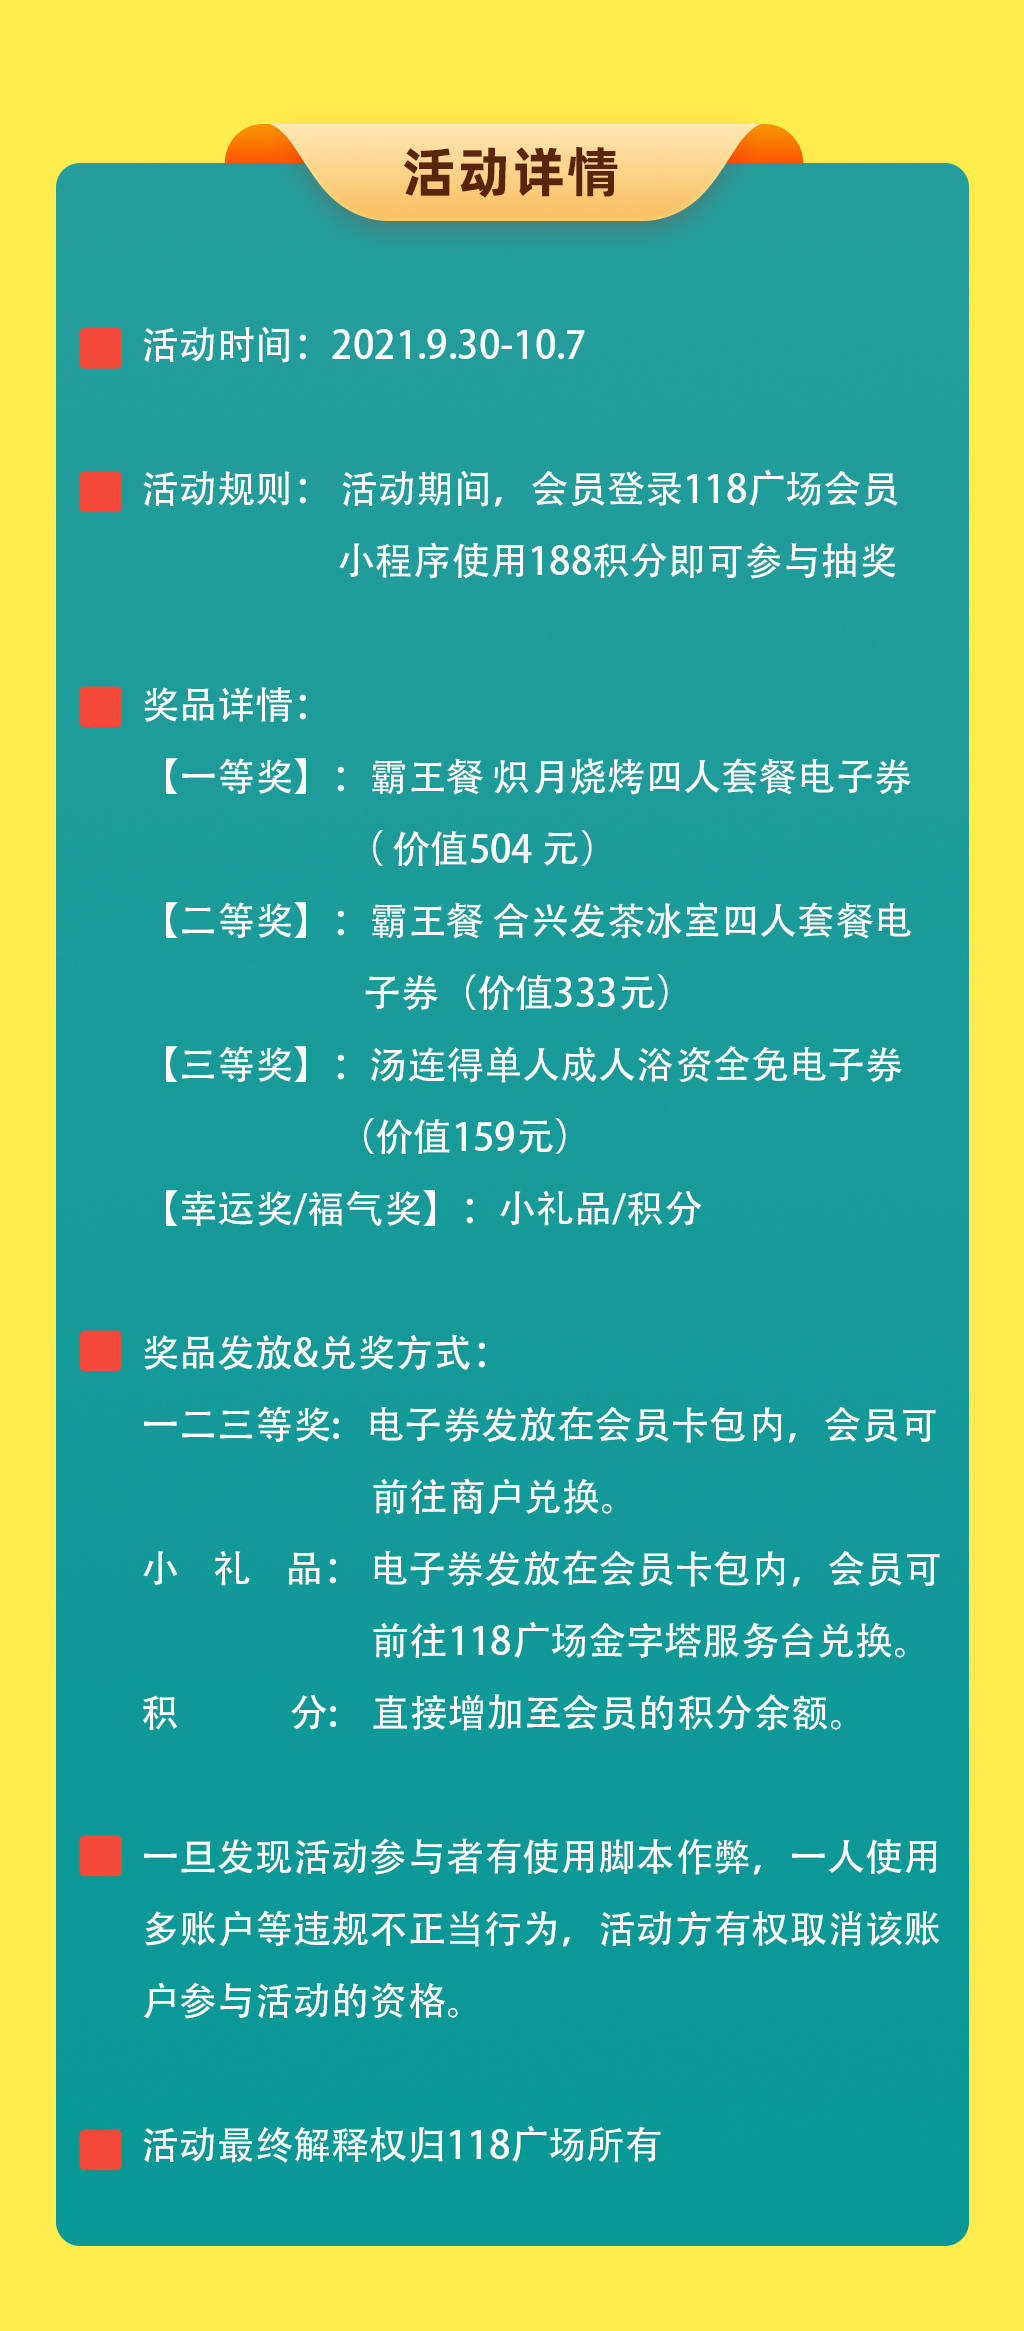 活动详情
活动时间：2021.9.30-10.7
活动规则： 活动期间，会员登录118广场会员
小程序使用188积分即可参与抽奖
奖品详情：
【一等奖】：霸王餐 炽月烧烤四人套餐电子券
（ 价值504 元）
【二等奖】：霸王餐 合兴发茶冰室四人套餐电
子券（价值333元）
【三等奖】：汤连得单人成人浴资全免电子券
（价值159元）
【幸运奖/福气奖】：小礼品/积分
奖品发放&兑奖方式：
一二三等奖: 电子券发放在会员卡包内，会员可
前往商户兑换。
小 礼 品： 电子券发放在会员卡包内，会员可
前往118广场金字塔服务台兑换。
积 分: 直接增加至会员的积分余额。
一旦发现活动参与者有使用脚本作弊，一人使用
多账户等违规不正当行为，活动方有权取消该账
户参与活动的资格。
活动最终解释权归118广场所有